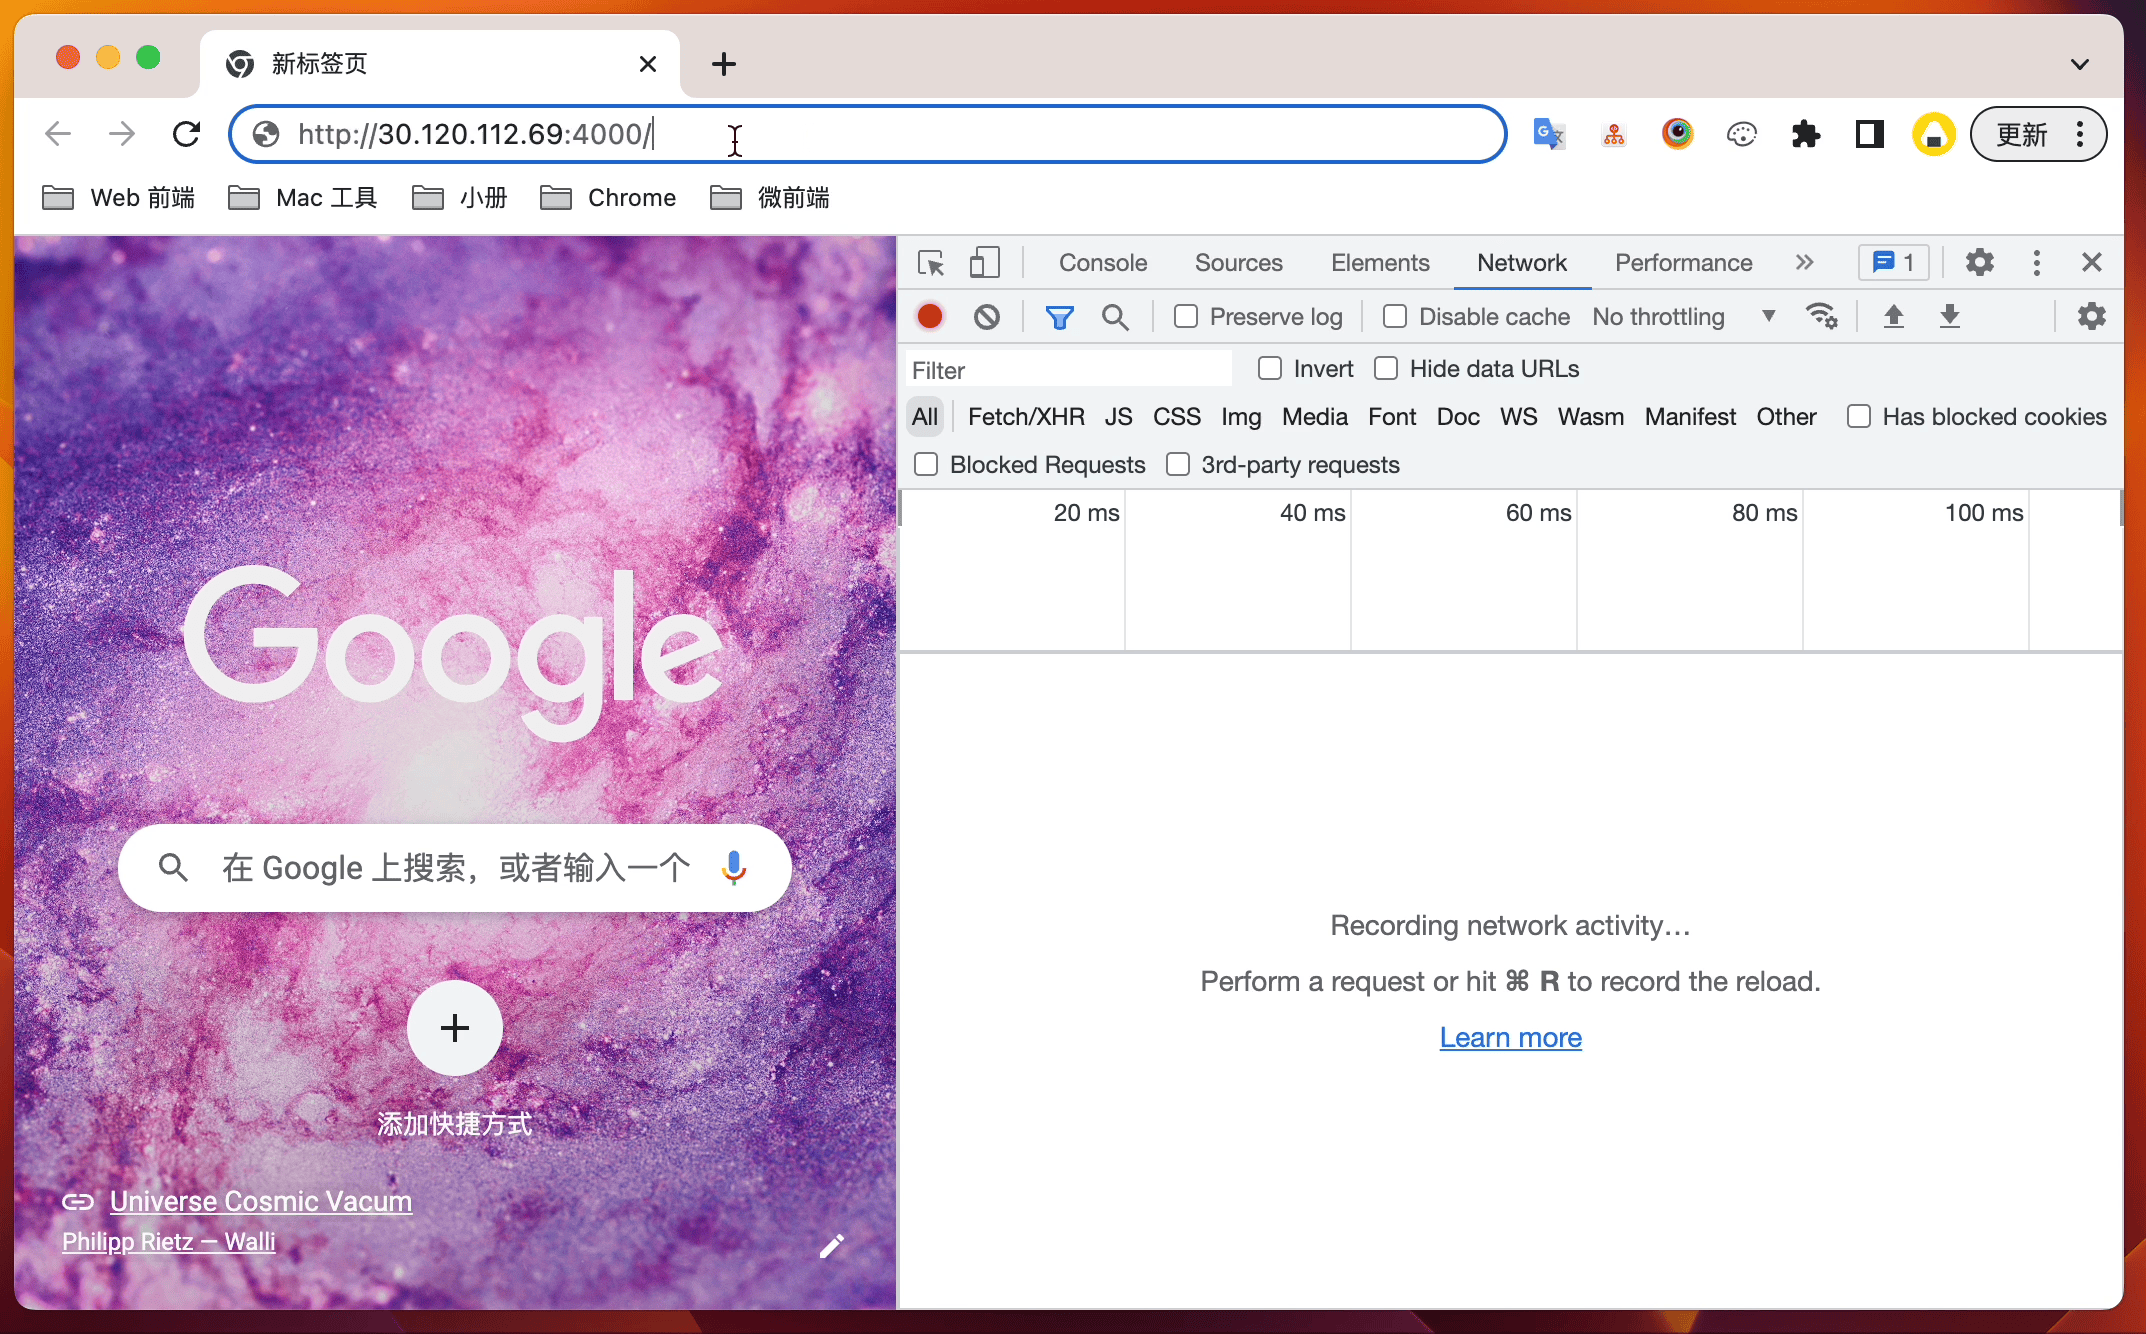 新标签页
http://30.120.112.69:4000/
更新
Web 前端 Mac 工具 小册 Chrome 微前端
Console Sources Elements Network Performance 1
Preserve log Disable cache No throttling
Filter Invert Hide data URLs
All Fetch/XHR JS CSS Img Media Font Doc WS Wasm Manifest Other Has blocked cookies
Blocked Requests 3rd-party requests
20 ms 40 ms 60 ms 80 ms 100 ms
Google
在 Google 上搜索，或者输入一个
添加快捷方式
Universe Cosmic Vacum
Philipp Rietz — Walli
Recording network activity…
Perform a request or hit ⌘ R to record the reload.
Learn more